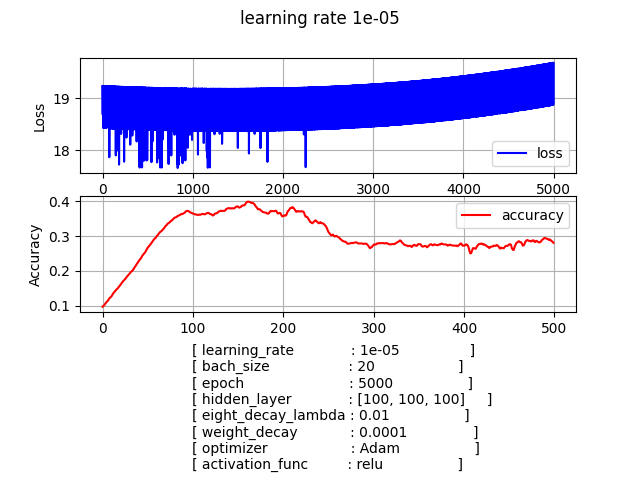 learning rate 1e-05
Loss
19
18
0 1000 2000 3000 4000 5000
loss
Accuracy
0.4
0.3
0.2
0.1
0 100 200 300 400 500
accuracy
[ learning_rate : 1e-05 ]
[ bach_size : 20 ]
[ epoch : 5000 ]
[ hidden_layer : [100, 100, 100] ]
[ eight_decay_lambda : 0.01 ]
[ weight_decay : 0.0001 ]
[ optimizer : Adam ]
[ activation_func : relu ]